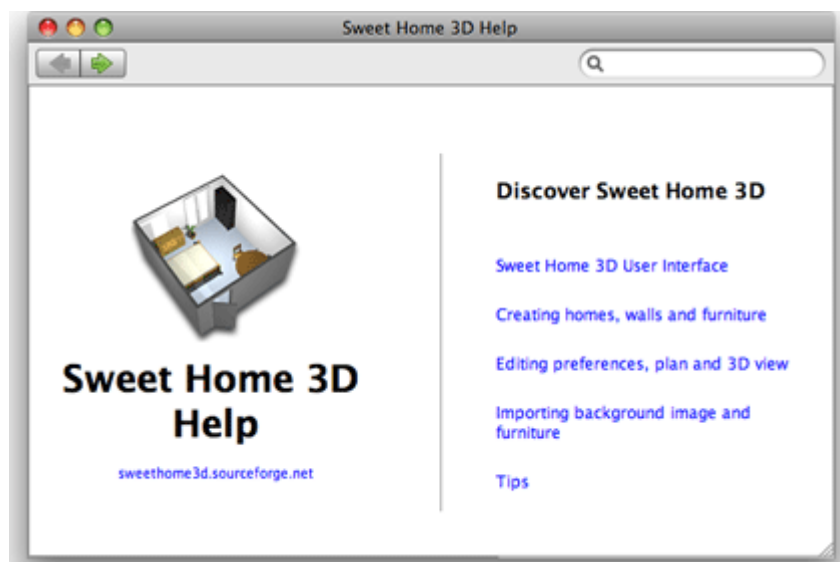 Sweet Home 3D Help
Sweet Home 3D
Help
sweethome3d.sourceforge.net
Discover Sweet Home 3D
Sweet Home 3D User Interface
Creating homes, walls and furniture
Editing preferences, plan and 3D view
Importing background image and
furniture
Tips